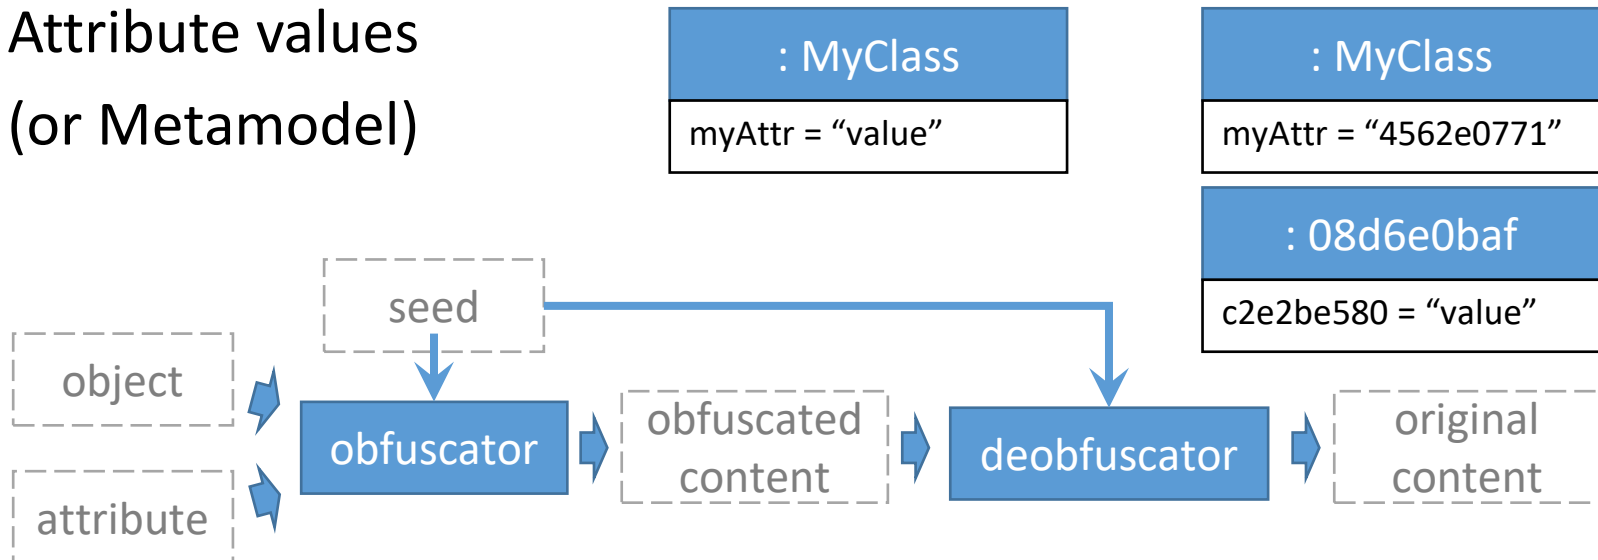 Attribute values
(or Metamodel)
: MyClass
myAttr = “value”
: MyClass
myAttr = “4562e0771”
: 08d6e0baf
c2e2be580 = “value”
seed
object
attribute
obfuscator
obfuscated
content
deobfuscator
original
content